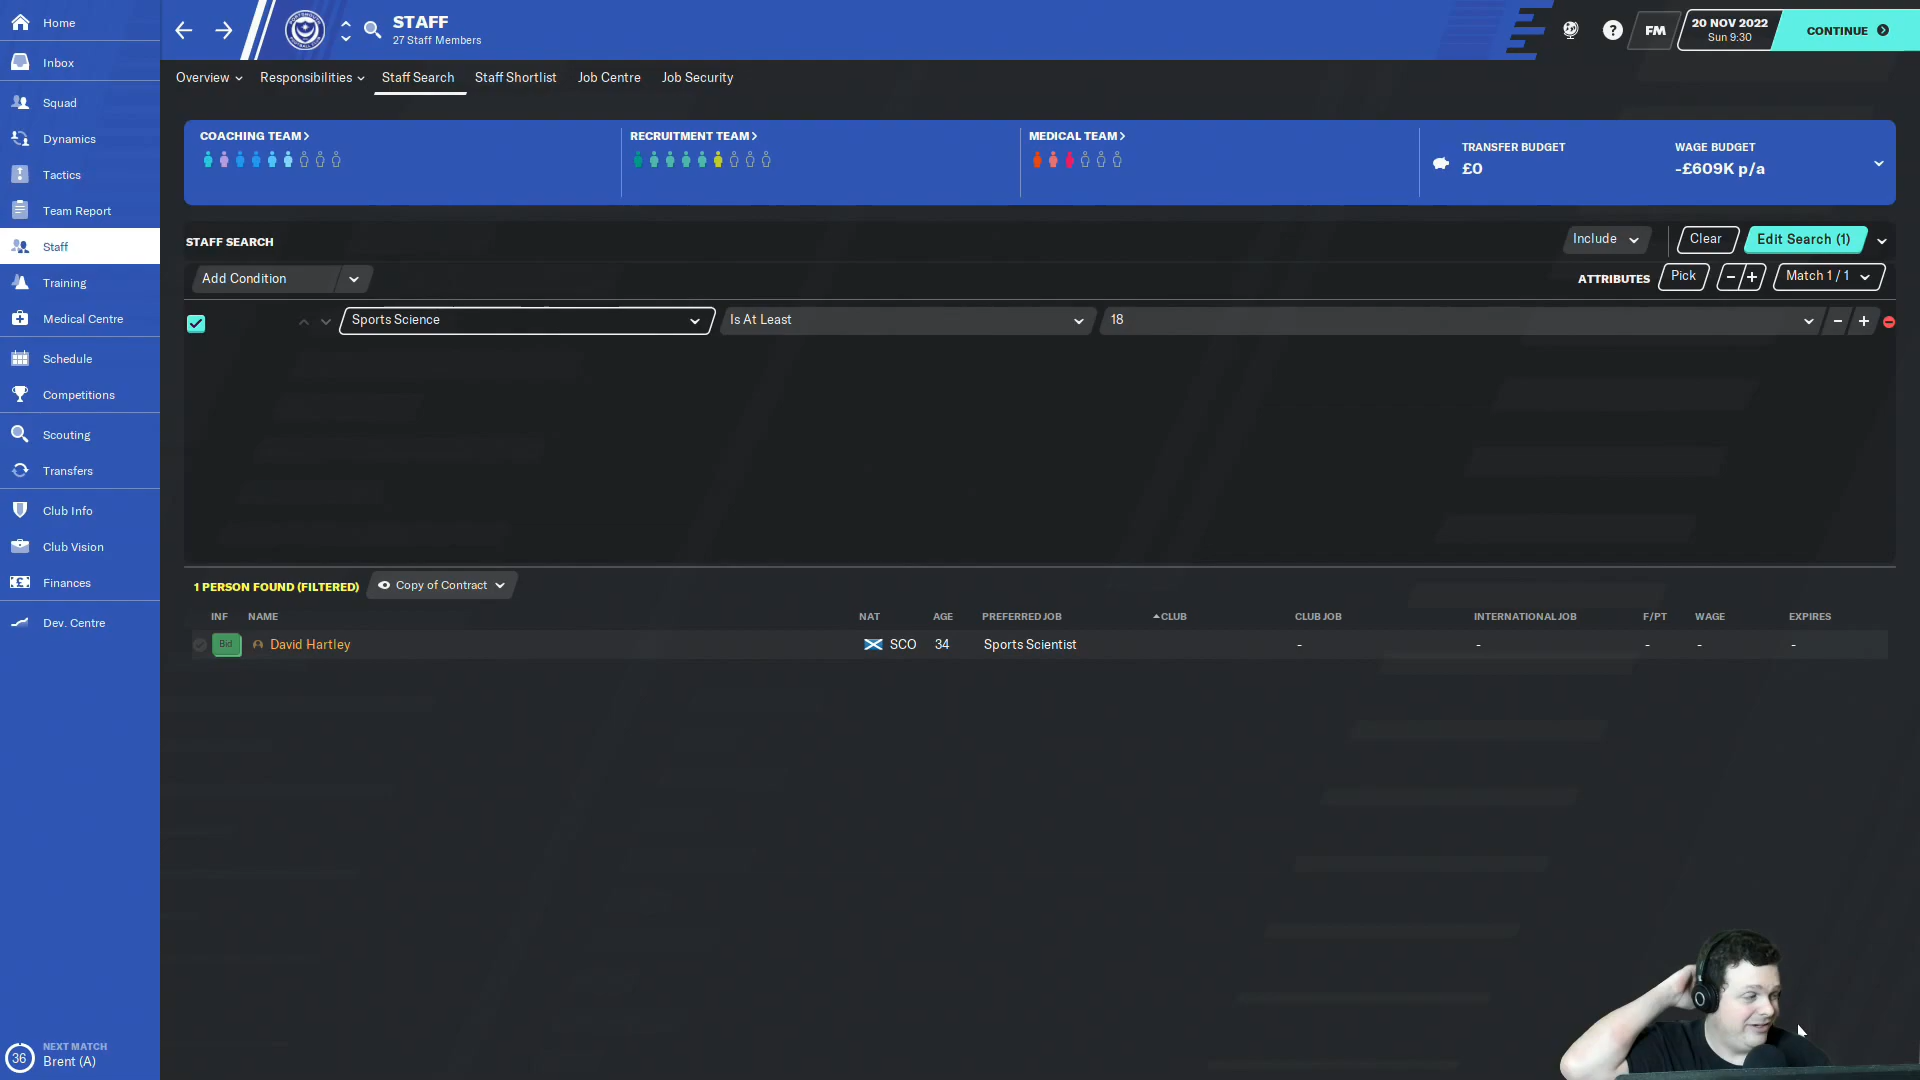 Home
Inbox
Squad
Dynamics
Tactics
Team Report
Staff
Training
Medical Centre
Schedule
Competitions
Scouting
Transfers
Club Info
Club Vision
Finances
Dev. Centre
36
NEXT MATCH
Brent (A)
STAFF
27 Staff Members
FM
20 NOV 2022
Sun 9:30
CONTINUE
Overview Responsibilities Staff Search Staff Shortlist Job Centre Job Security
COACHING TEAM
RECRUITMENT TEAM
MEDICAL TEAM
TRANSFER BUDGET
£0
WAGE BUDGET
-£609K p/a
STAFF SEARCH
Include Clear Edit Search (1)
Add Condition
ATTRIBUTES Pick Match 1 / 1
Sports Science Is At Least 18
1 PERSON FOUND (FILTERED) Copy of Contract
INF NAME NAT AGE PREFERRED JOB CLUB CLUB JOB INTERNATIONAL JOB F/PT WAGE EXPIRES
Bid David Hartley SCO 34 Sports Scientist - - - - -